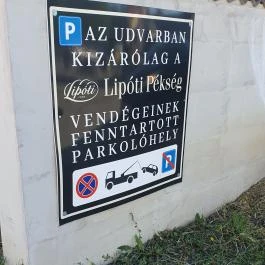 P AZ UDVARBAN
KIZÁRÓLAG A
Lipóti Lipóti Pékség
VENDÉGEINEK
FENNTARTOTT
PARKOLÓHELY
P